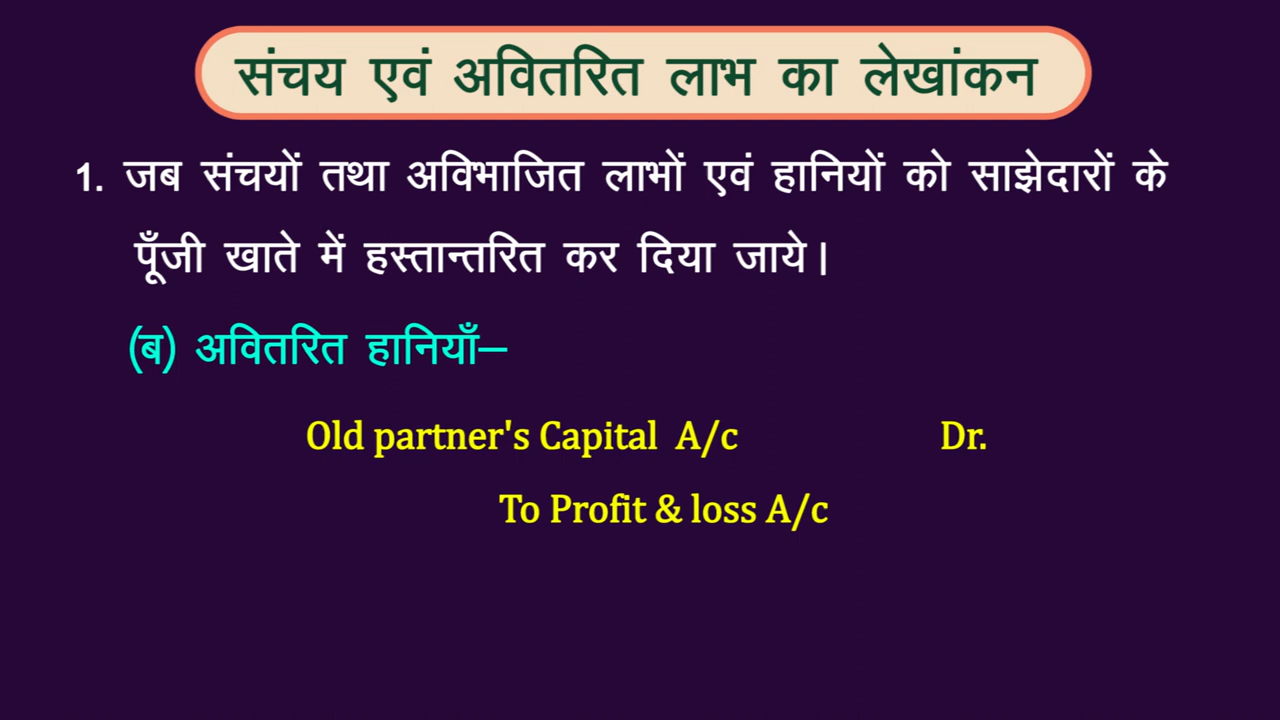 संचय एवं अवितरित लाभ का लेखांकन
1. जब संचयों तथा अविभाजित लाभों एवं हानियों को साझेदारों के
पूँजी खाते में हस्तान्तरित कर दिया जाये।
(ब) अवितरित हानियाँ–
Old partner's Capital A/c Dr.
To Profit & loss A/c